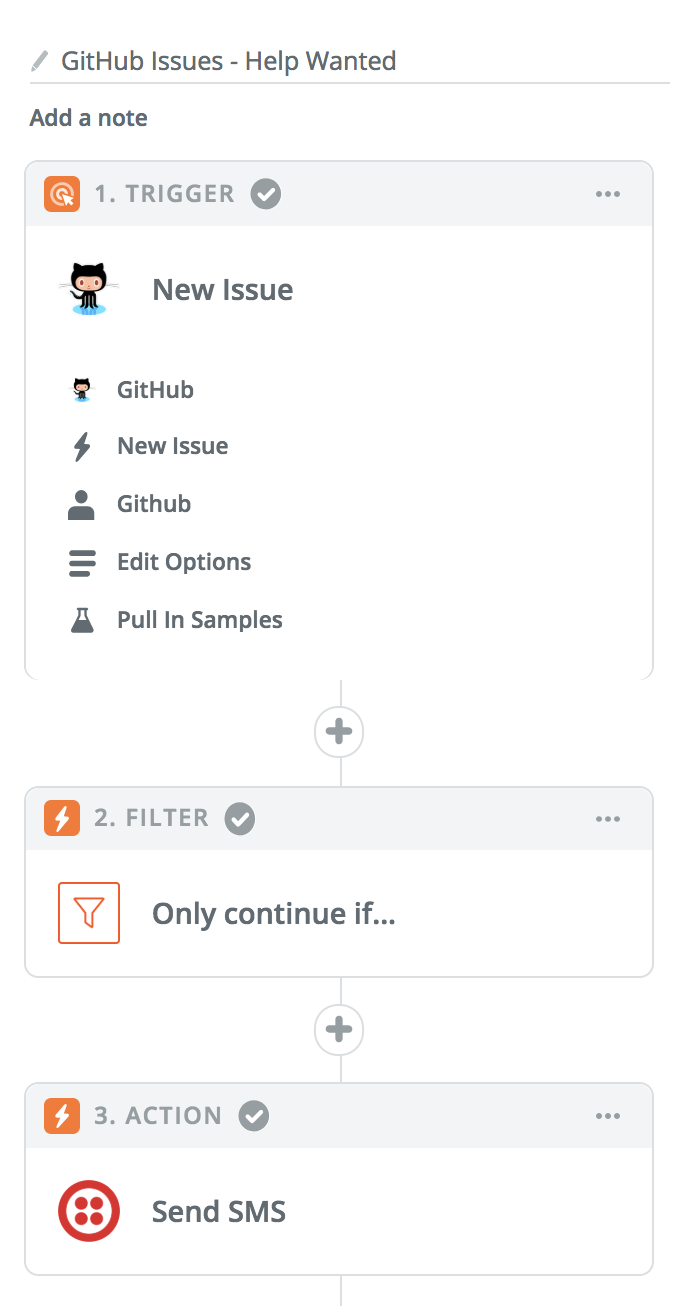 GitHub Issues - Help Wanted
Add a note
1. TRIGGER
New Issue
GitHub
New Issue
Github
Edit Options
Pull In Samples
2. FILTER
Only continue if...
3. ACTION
Send SMS